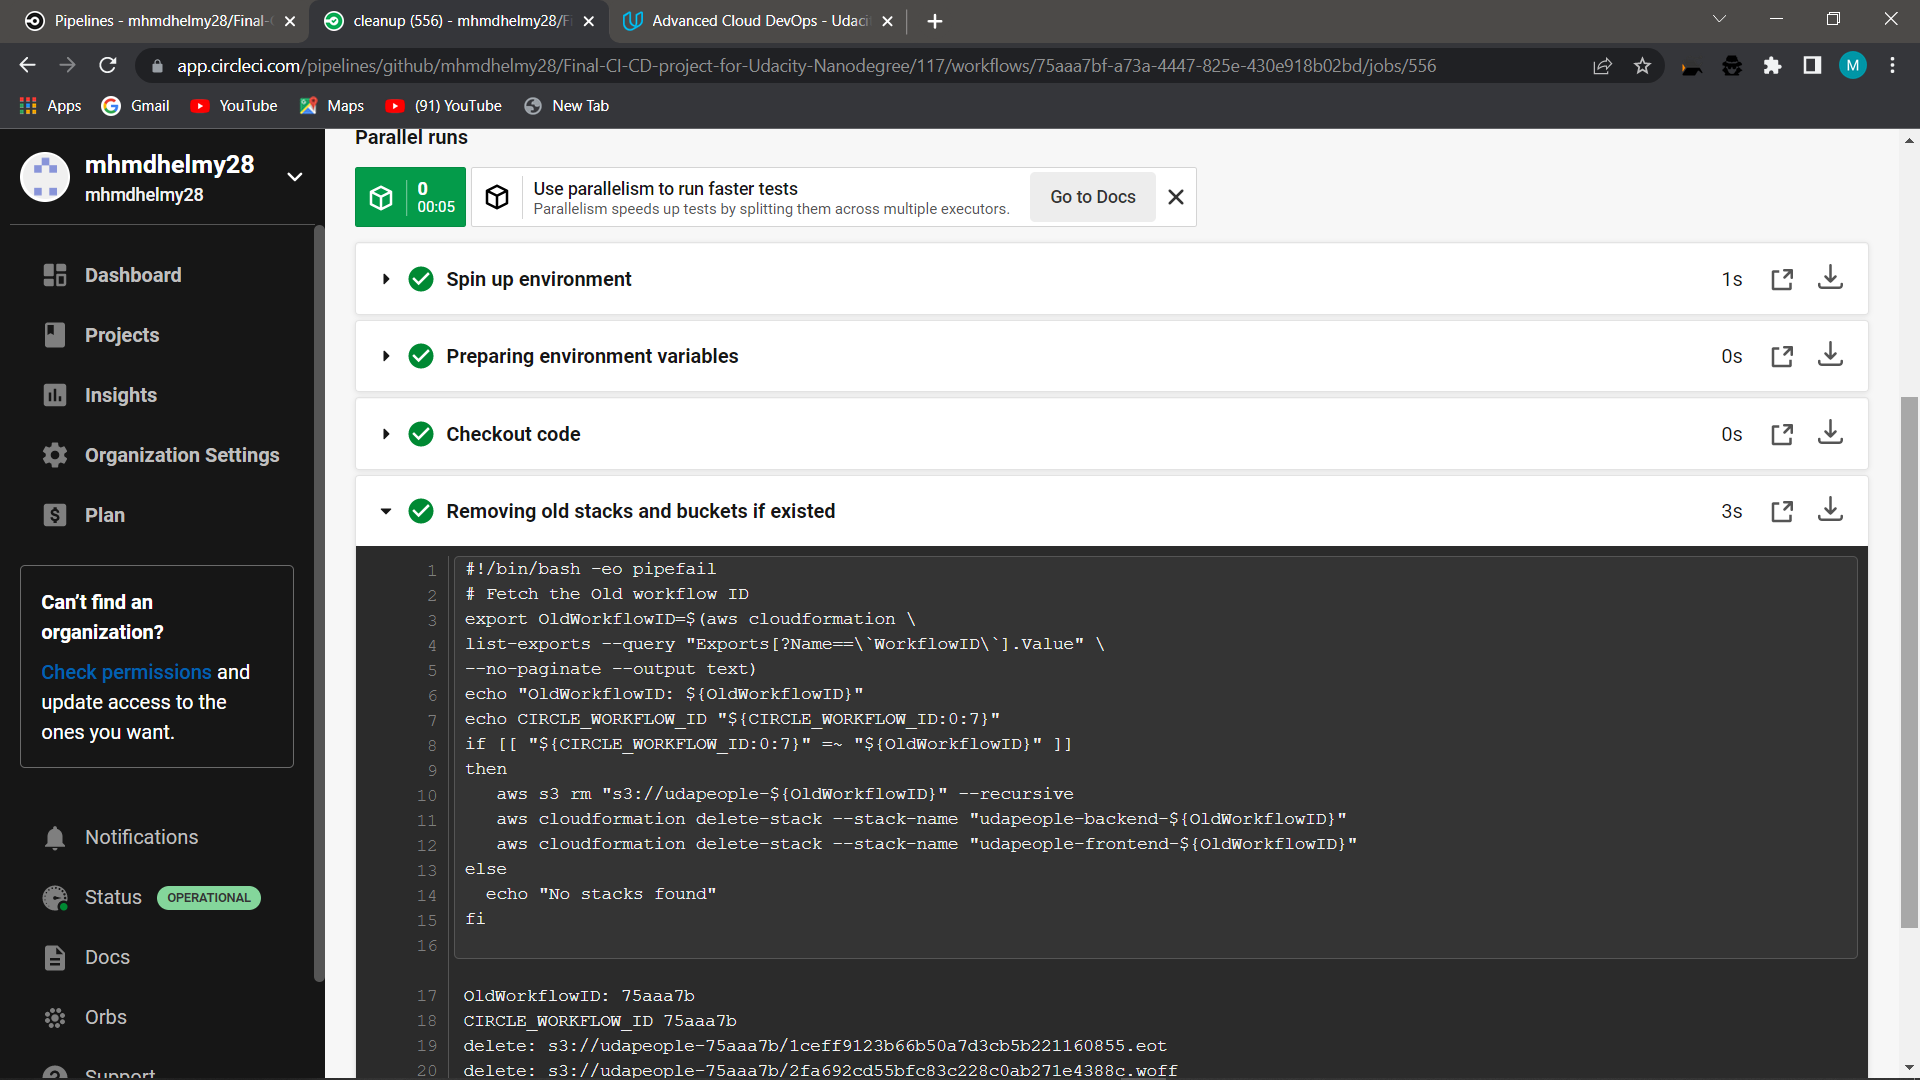 Pipelines - mhmdhelmy28/Final-
cleanup (556) - mhmdhelmy28/F
Advanced Cloud DevOps - Udaci
app.circleci.com/pipelines/github/mhmdhelmy28/Final-CI-CD-project-for-Udacity-Nanodegree/117/workflows/75aaa7bf-a73a-4447-825e-430e918b02bd/jobs/556
M
Apps
Gmail
YouTube
Maps
(91) YouTube
New Tab
mhmdhelmy28
mhmdhelmy28
Dashboard
Projects
Insights
Organization Settings
Plan
Can't find an
organization?
Check permissions and
update access to the
ones you want.
Notifications
Status OPERATIONAL
Docs
Orbs
Support
Parallel runs
0
00:05
Use parallelism to run faster tests
Parallelism speeds up tests by splitting them across multiple executors.
Go to Docs
Spin up environment 1s
Preparing environment variables 0s
Checkout code 0s
Removing old stacks and buckets if existed 3s
1 #!/bin/bash -eo pipefail
2 # Fetch the Old workflow ID
3 export OldWorkflowID=$(aws cloudformation \
4 list-exports --query "Exports[?Name==\`WorkflowID\`].Value" \
5 --no-paginate --output text)
6 echo "OldWorkflowID: ${OldWorkflowID}"
7 echo CIRCLE_WORKFLOW_ID "${CIRCLE_WORKFLOW_ID:0:7}"
8 if [[ "${CIRCLE_WORKFLOW_ID:0:7}" =~ "${OldWorkflowID}" ]]
9 then
10 aws s3 rm "s3://udapeople-${OldWorkflowID}" --recursive
11 aws cloudformation delete-stack --stack-name "udapeople-backend-${OldWorkflowID}"
12 aws cloudformation delete-stack --stack-name "udapeople-frontend-${OldWorkflowID}"
13 else
14 echo "No stacks found"
15 fi
16
17 OldWorkflowID: 75aaa7b
18 CIRCLE_WORKFLOW_ID 75aaa7b
19 delete: s3://udapeople-75aaa7b/1ceff9123b66b50a7d3cb5b221160855.eot
20 delete: s3://udapeople-75aaa7b/2fa692cd55bfc83c228c0ab271e4388c.woff